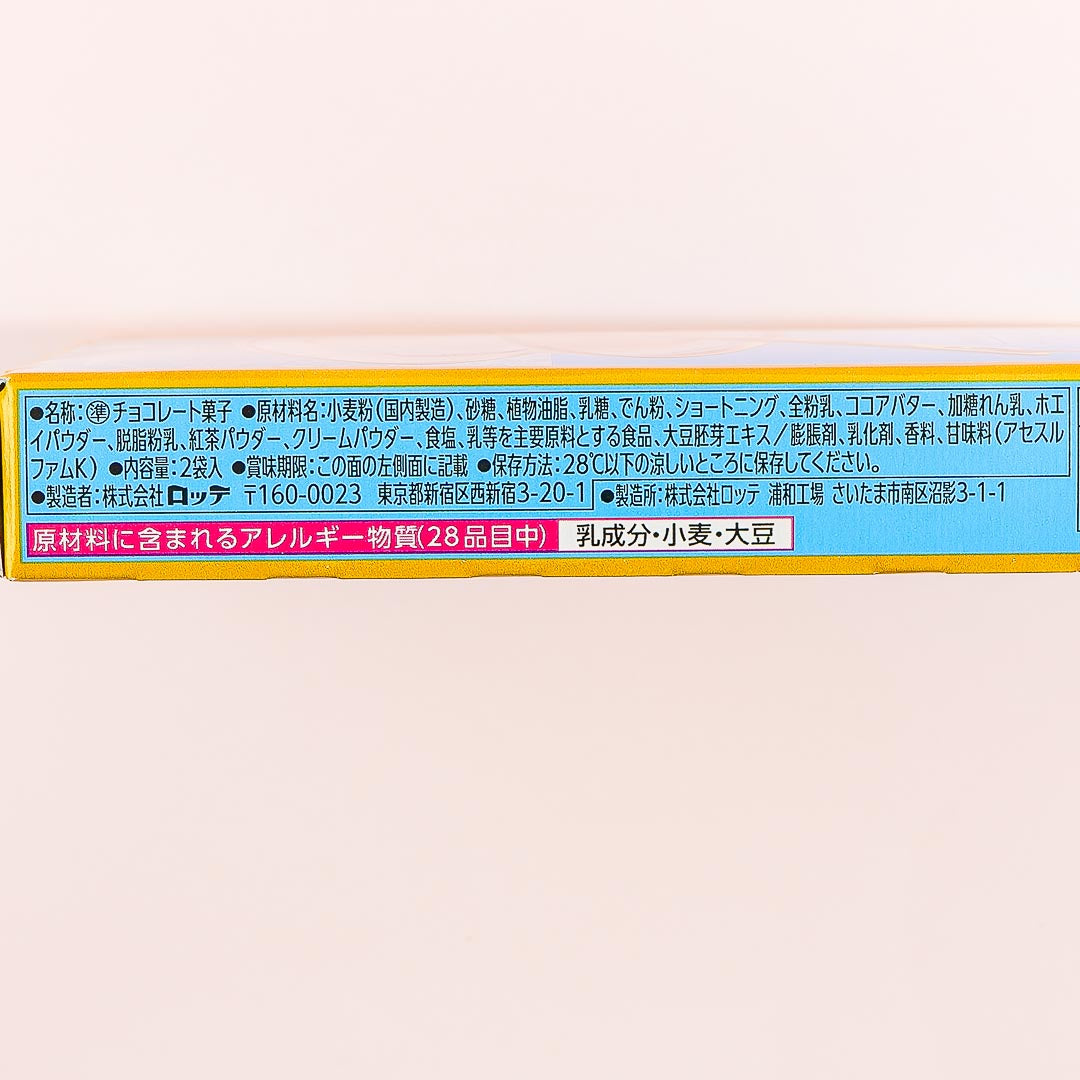 ●名称:㊜チョコレート菓子 ●原材料名:小麦粉(国内製造)、砂糖、植物油脂、乳糖、でん粉、ショートニング、全粉乳、ココアバター、加糖れん乳、ホエ
イパウダー、脱脂粉乳、紅茶パウダー、クリームパウダー、食塩、乳等を主要原料とする食品、大豆胚芽エキス/膨脹剤、乳化剤、香料、甘味料(アセスル
ファムK) ●内容量:2袋入 ●賞味期限:この面の左側面に記載 ●保存方法:28℃以下の涼しいところに保存してください。
●製造者:株式会社ロッテ 〒160-0023 東京都新宿区西新宿3-20-1 ●製造所:株式会社ロッテ 浦和工場 さいたま市南区沼影3-1-1
原材料に含まれるアレルギー物質(28品目中) 乳成分・小麦・大豆